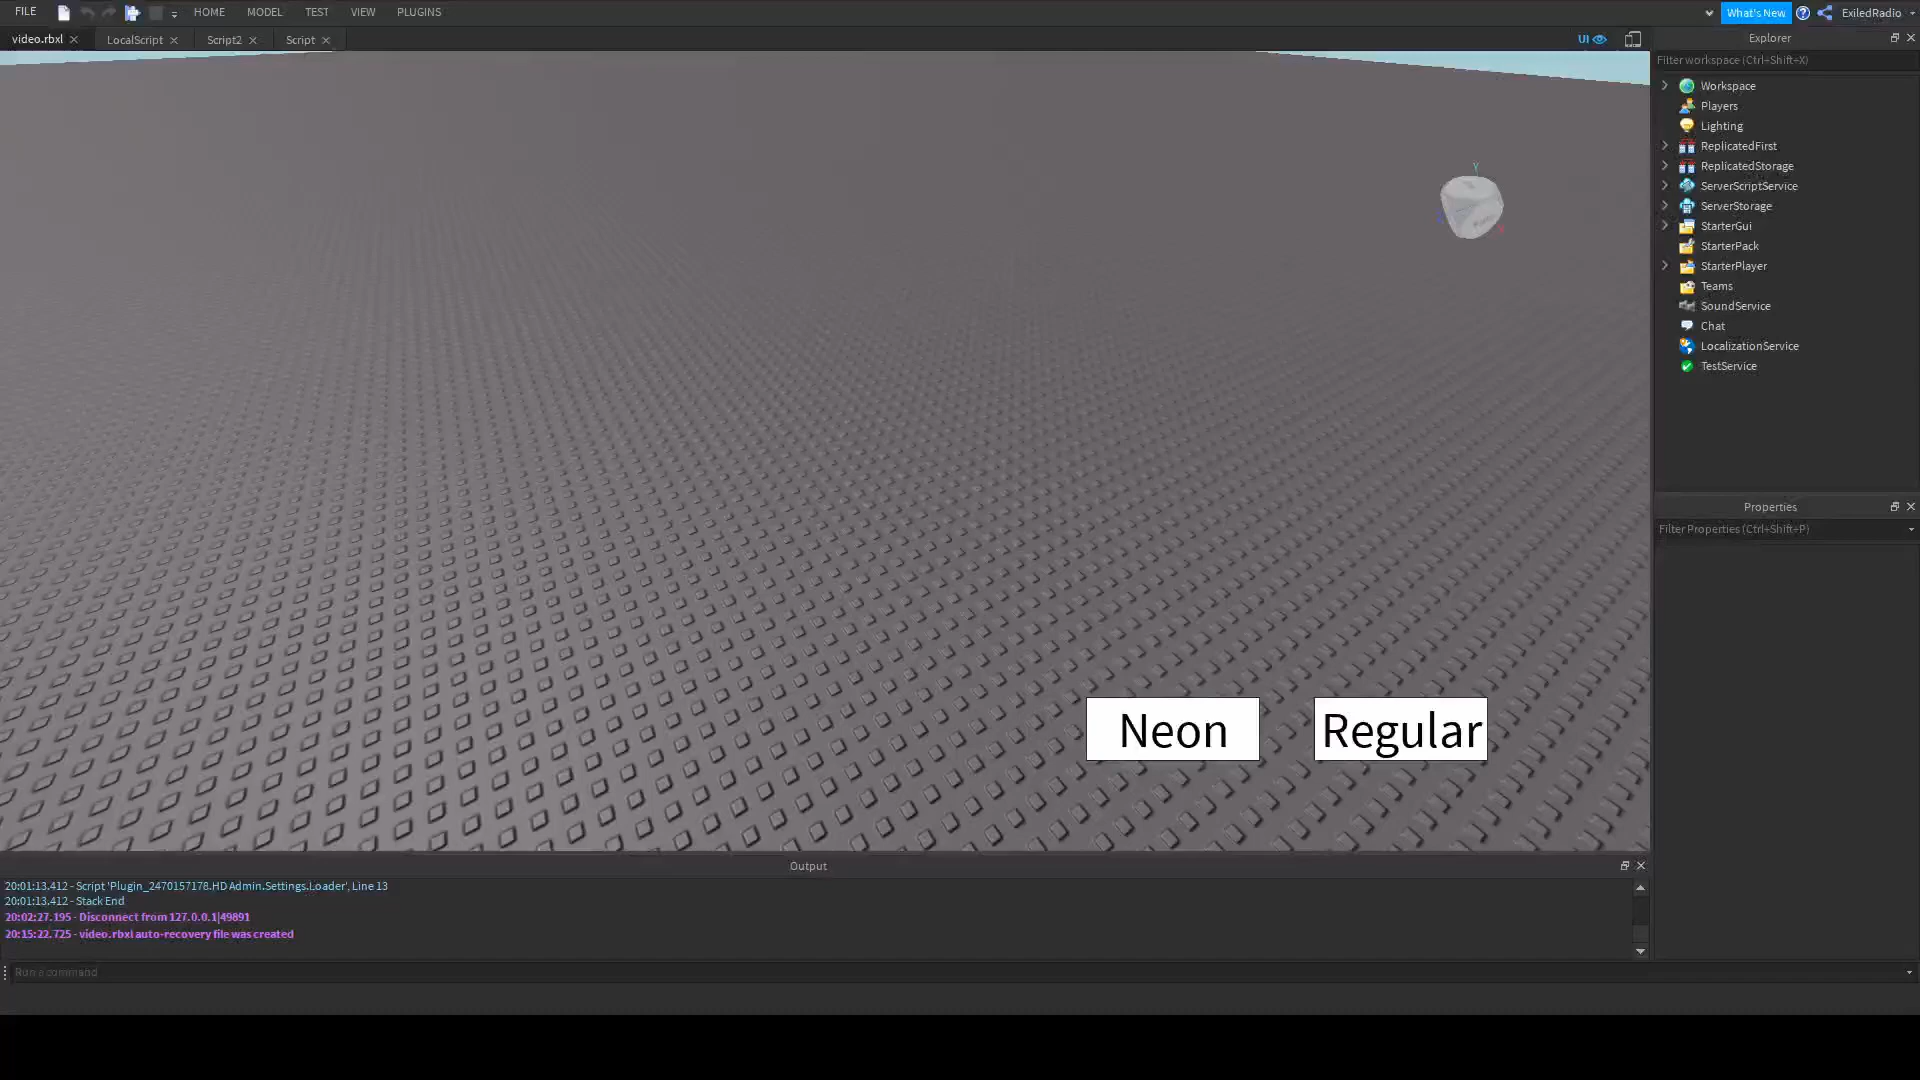 FILE
HOME
MODEL
TEST
VIEW
PLUGINS
What's New
ExiledRadio
video.rbxl
LocalScript
Script2
Script
UI
Explorer
Filter workspace (Ctrl+Shift+X)
Workspace
Players
Lighting
ReplicatedFirst
ReplicatedStorage
ServerScriptService
ServerStorage
StarterGui
StarterPack
StarterPlayer
Teams
SoundService
Chat
LocalizationService
TestService
Y
Properties
Filter Properties (Ctrl+Shift+P)
Neon
Regular
Output
20:01:13.412 - Script 'Plugin_2470157178.HD Admin.Settings.Loader', Line 13
20:01:13.412 - Stack End
20:02:27.195 - Disconnect from 127.0.0.1|49891
20:15:22.725 - video.rbxl auto-recovery file was created
Run a command